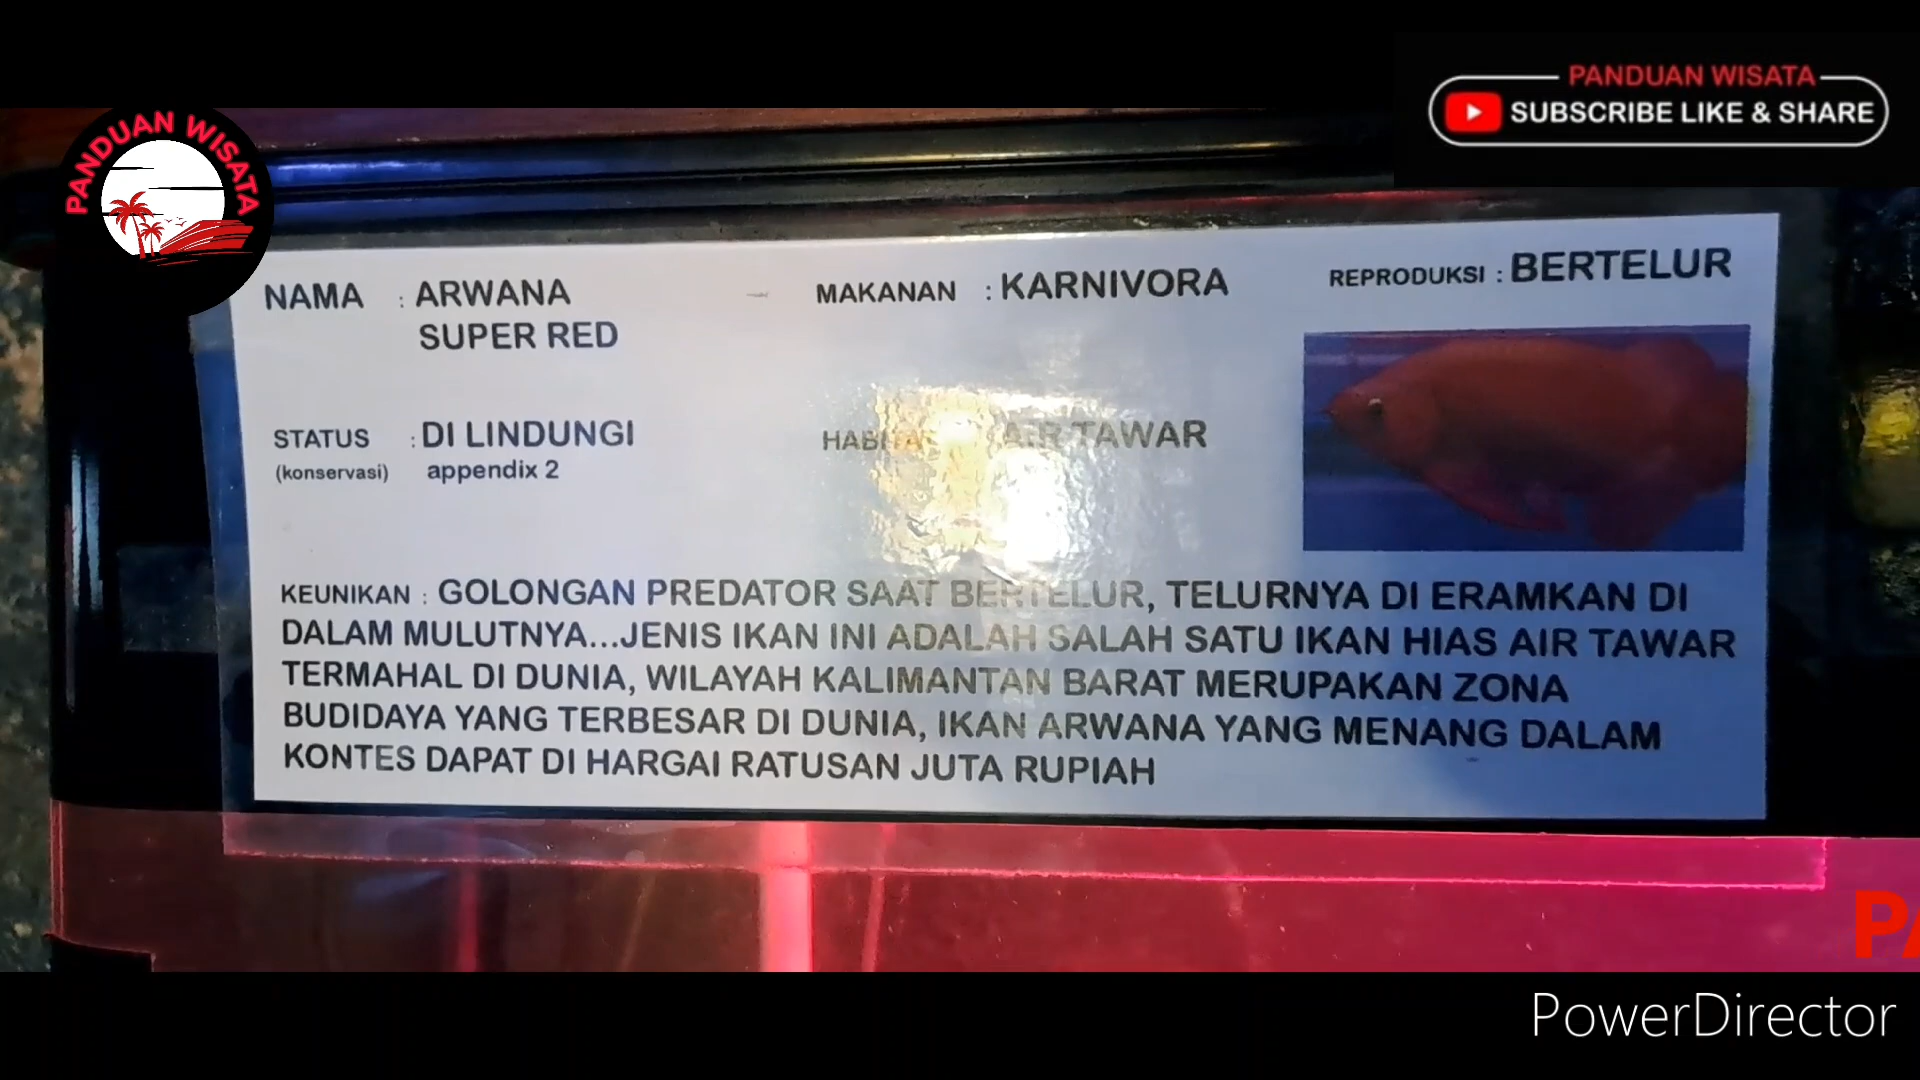 PANDUAN WISATA
SUBSCRIBE LIKE & SHARE
PANDUAN WISATA
NAMA : ARWANA SUPER RED
MAKANAN : KARNIVORA
REPRODUKSI : BERTELUR
STATUS : DI LINDUNGI
(konservasi) appendix 2
HABITAT AIR TAWAR
KEUNIKAN : GOLONGAN PREDATOR SAAT BERTELUR, TELURNYA DI ERAMKAN DI
DALAM MULUTNYA...JENIS IKAN INI ADALAH SALAH SATU IKAN HIAS AIR TAWAR
TERMAHAL DI DUNIA, WILAYAH KALIMANTAN BARAT MERUPAKAN ZONA
BUDIDAYA YANG TERBESAR DI DUNIA, IKAN ARWANA YANG MENANG DALAM
KONTES DAPAT DI HARGAI RATUSAN JUTA RUPIAH
PowerDirector